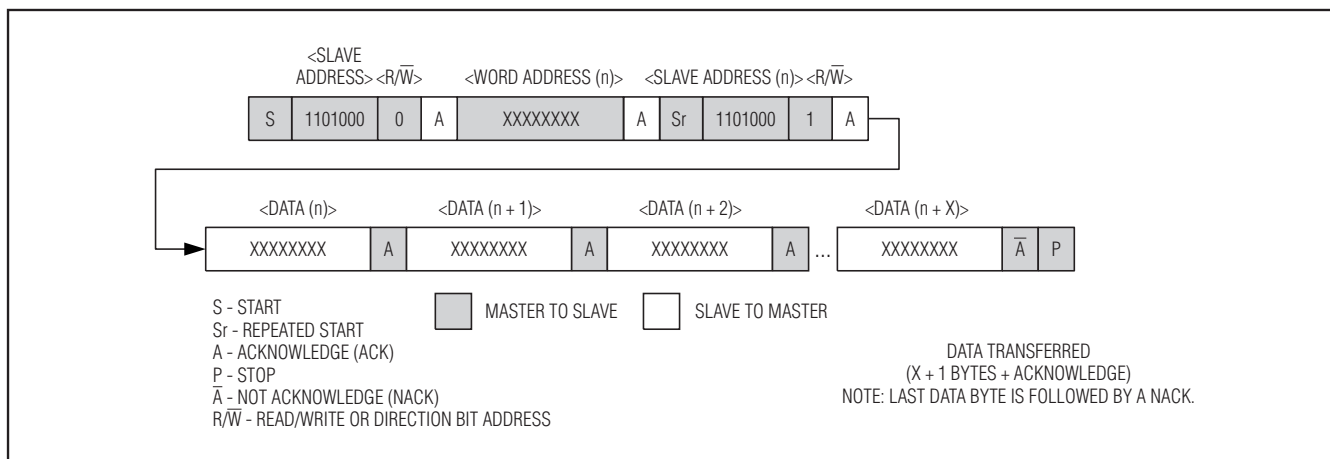 <SLAVE
ADDRESS> <R/W̅> <WORD ADDRESS (n)> <SLAVE ADDRESS (n)> <R/W̅>
S 1101000 0 A XXXXXXXX A Sr 1101000 1 A
<DATA (n)> <DATA (n + 1)> <DATA (n + 2)> <DATA (n + X)>
XXXXXXXX A XXXXXXXX A XXXXXXXX A ... XXXXXXXX A̅ P
S - START
Sr - REPEATED START
A - ACKNOWLEDGE (ACK)
P - STOP
A̅ - NOT ACKNOWLEDGE (NACK)
R/W̅ - READ/WRITE OR DIRECTION BIT ADDRESS
MASTER TO SLAVE SLAVE TO MASTER
DATA TRANSFERRED
(X + 1 BYTES + ACKNOWLEDGE)
NOTE: LAST DATA BYTE IS FOLLOWED BY A NACK.